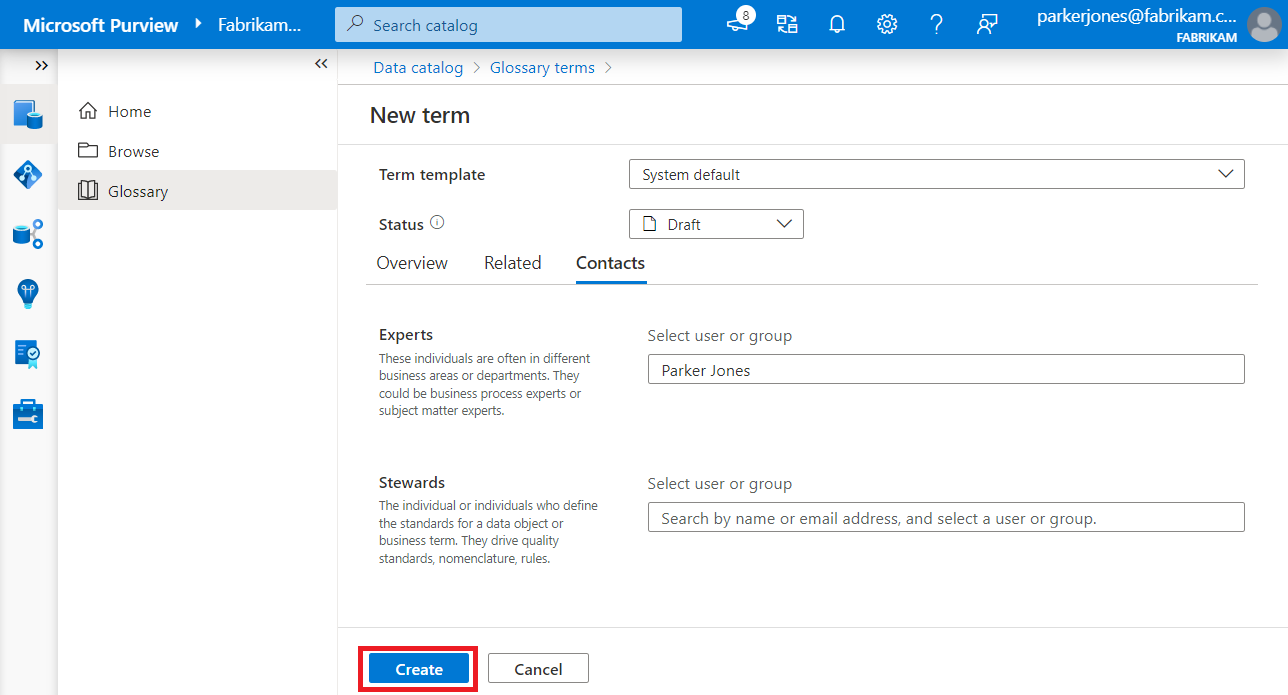 Microsoft Purview
Fabrikam...
Search catalog
8
parkerjones@fabrikam.c...
FABRIKAM
Home
Browse
Glossary
Data catalog
Glossary terms
New term
Term template
System default
Status
Draft
Overview
Related
Contacts
Experts
These individuals are often in different
business areas or departments. They
could be business process experts or
subject matter experts.
Select user or group
Parker Jones
Stewards
The individual or individuals who define
the standards for a data object or
business term. They drive quality
standards, nomenclature, rules.
Select user or group
Search by name or email address, and select a user or group.
Create
Cancel